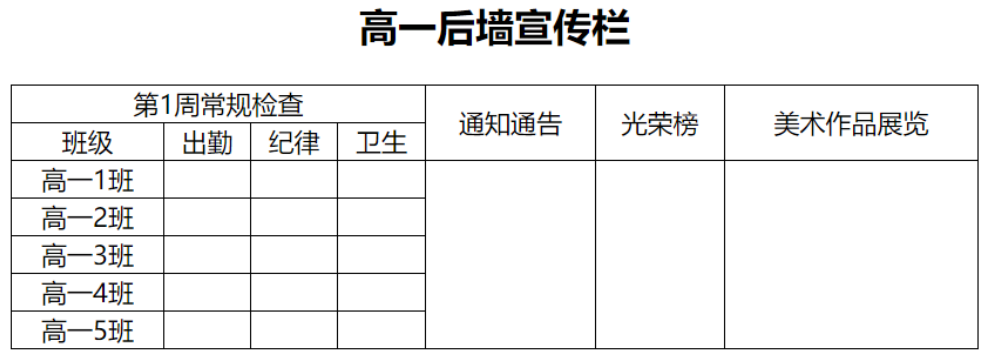 高一后墙宣传栏
第1周常规检查 通知通告 光荣榜 美术作品展览
班级 出勤 纪律 卫生
高一1班
高一2班
高一3班
高一4班
高一5班